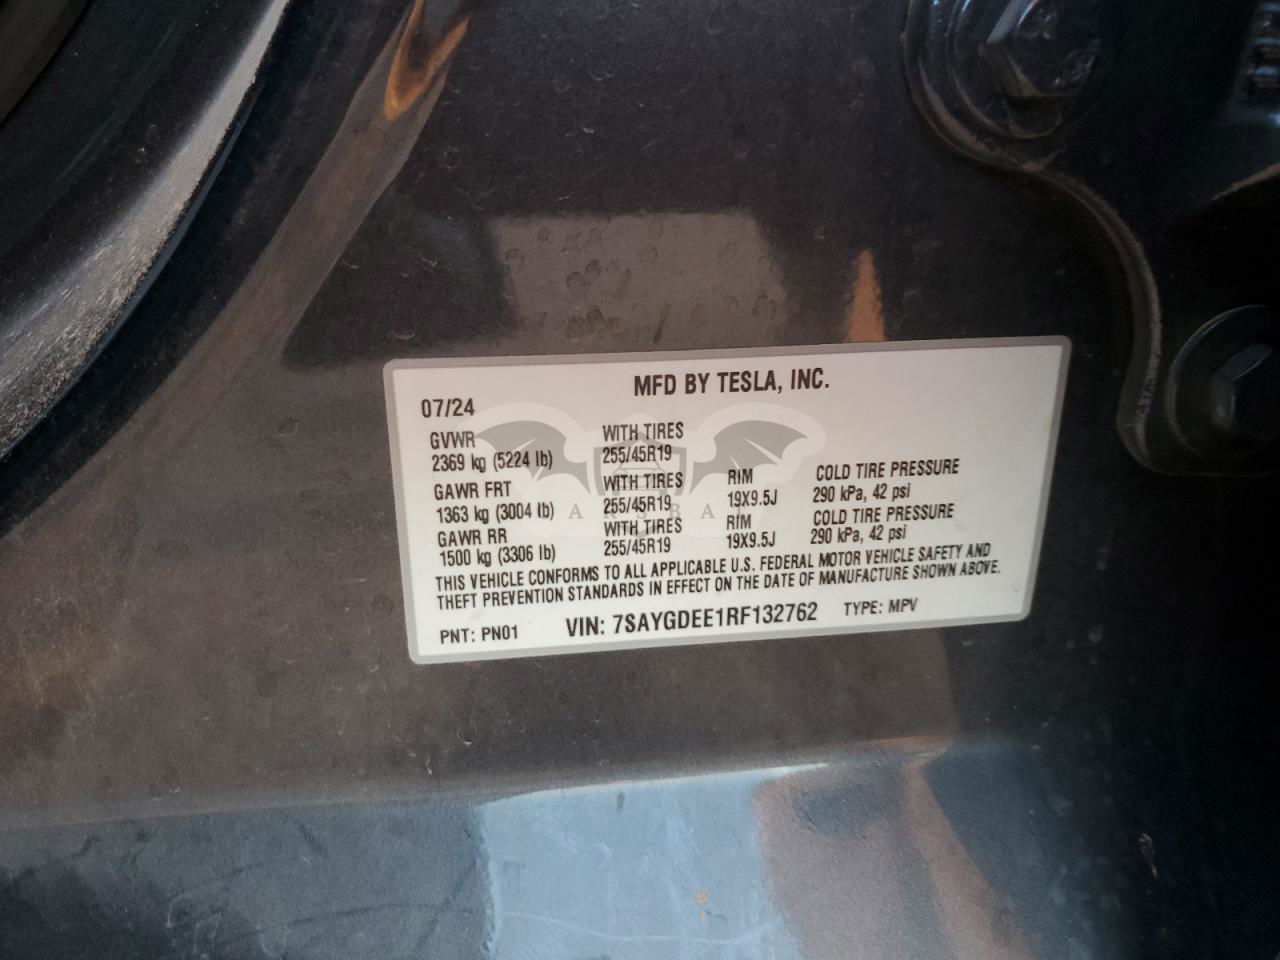 MFD BY TESLA, INC.
07/24
GVWR WITH TIRES
2369 kg (5224 lb) 255/45R19
GAWR FRT WITH TIRES RIM COLD TIRE PRESSURE
1363 kg (3004 lb) 255/45R19 19X9.5J 290 kPa, 42 psi
GAWR RR WITH TIRES RIM COLD TIRE PRESSURE
1500 kg (3306 lb) 255/45R19 19X9.5J 290 kPa, 42 psi
THIS VEHICLE CONFORMS TO ALL APPLICABLE U.S. FEDERAL MOTOR VEHICLE SAFETY AND
THEFT PREVENTION STANDARDS IN EFFECT ON THE DATE OF MANUFACTURE SHOWN ABOVE.
PNT: PN01 VIN: 7SAYGDEE1RF132762 TYPE: MPV